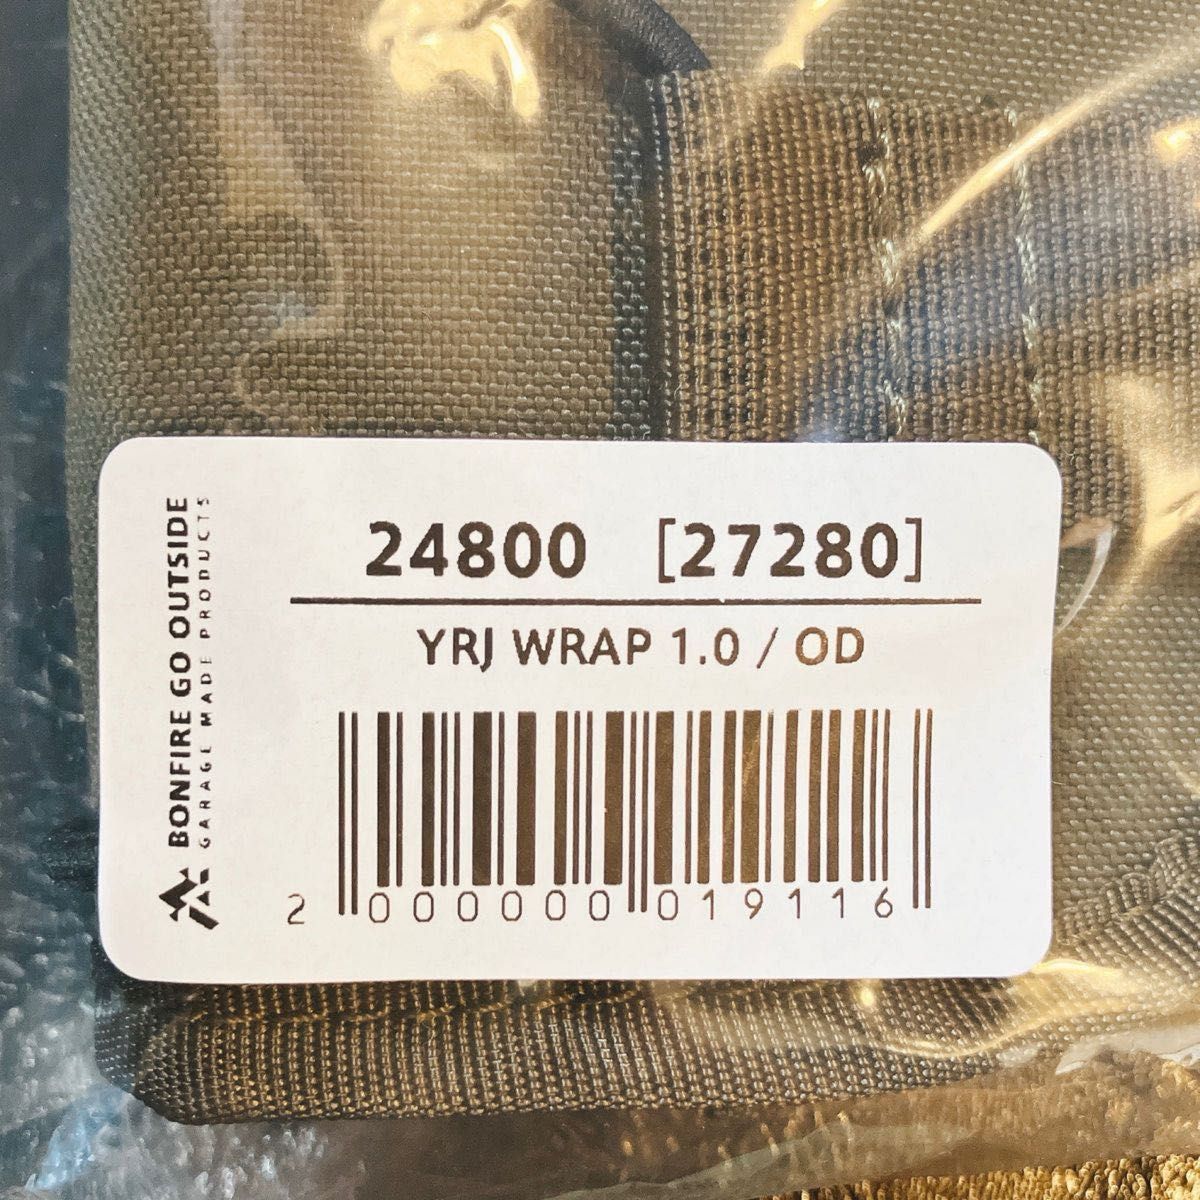 24800 [27280]
YRJ WRAP 1.0 / OD
2 000000 019116
BONFIRE GO OUTSIDE
GARAGE MADE PRODUCTS